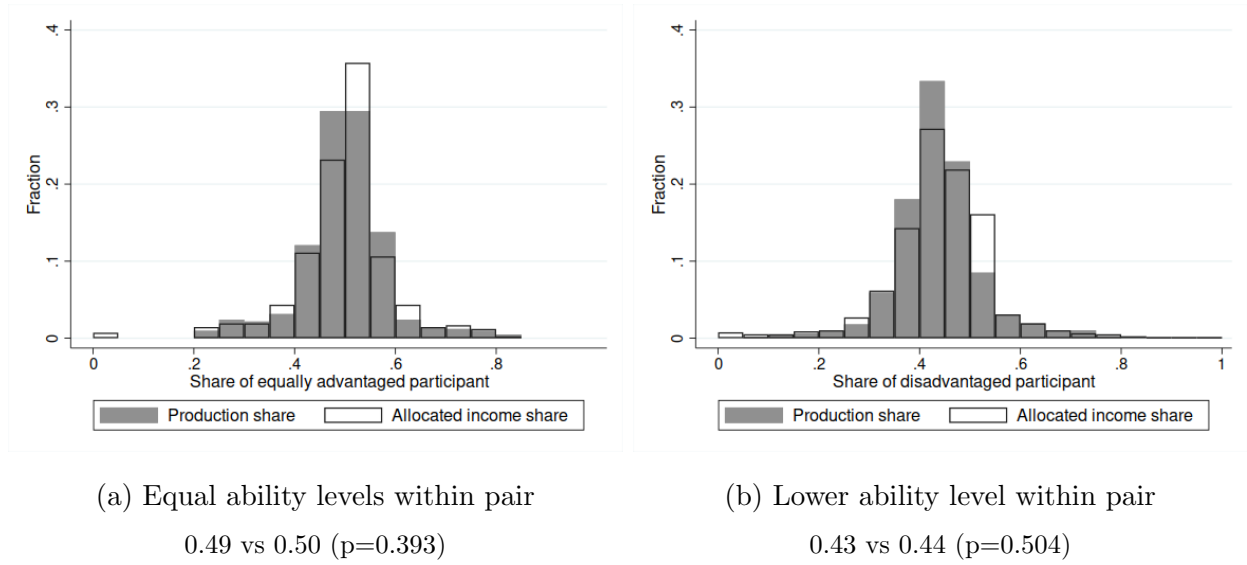 .4
.3
.2
.1
0
Fraction
0 .2 .4 .6 .8
Share of equally advantaged participant
Production share Allocated income share
(a) Equal ability levels within pair
0.49 vs 0.50 (p=0.393)
.4
.3
.2
.1
0
Fraction
0 .2 .4 .6 .8 1
Share of disadvantaged participant
Production share Allocated income share
(b) Lower ability level within pair
0.43 vs 0.44 (p=0.504)